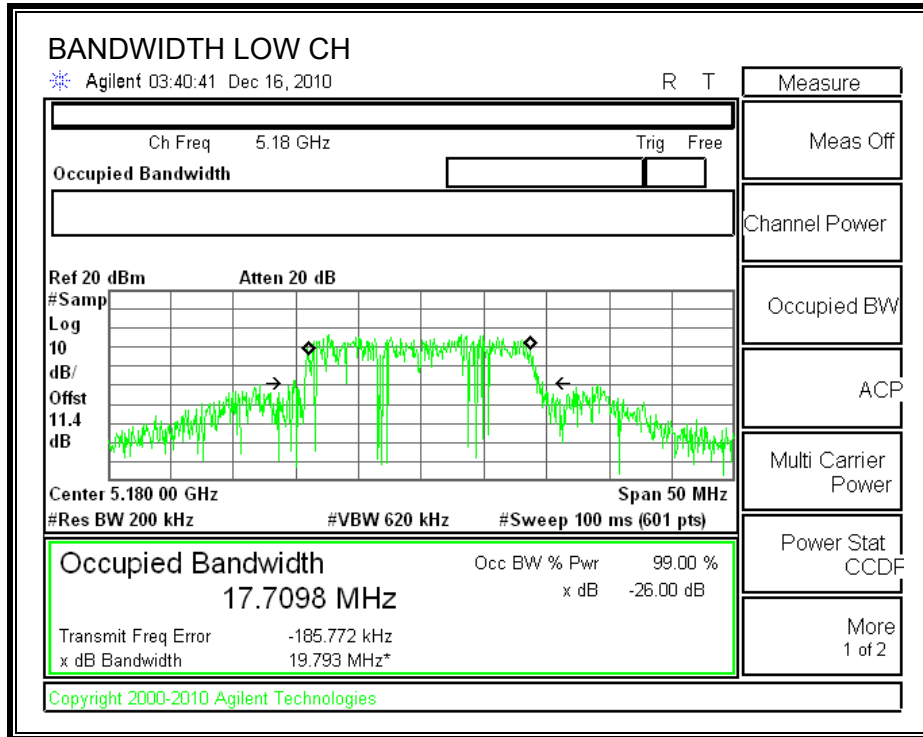 BANDWIDTH LOW CH
Agilent 03:40:41 Dec 16, 2010 R T
Measure
Ch Freq 5.18 GHz Trig Free
Meas Off
Occupied Bandwidth
Channel Power
Ref 20 dBm Atten 20 dB
#Samp
Log
10
dB/
Offst
11.4
dB
Occupied BW
ACP
Multi Carrier
Power
Center 5.180 00 GHz Span 50 MHz
#Res BW 200 kHz #VBW 620 kHz #Sweep 100 ms (601 pts)
Power Stat
CCDF
Occupied Bandwidth Occ BW % Pwr 99.00 %
17.7098 MHz x dB -26.00 dB
Transmit Freq Error -185.772 kHz
x dB Bandwidth 19.793 MHz*
More
1 of 2
Copyright 2000-2010 Agilent Technologies